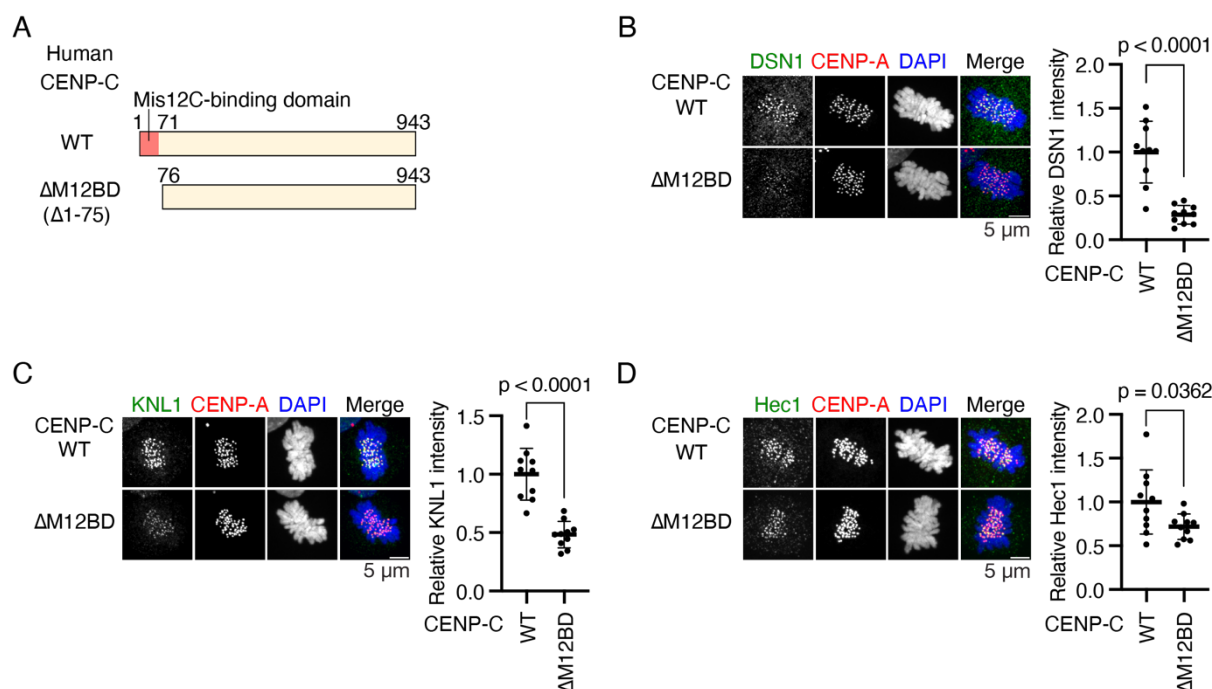 A
Human
CENP-C
Mis12C-binding domain
1 71 943
WT
76 943
ΔM12BD
(Δ1-75)
B
DSN1 CENP-A DAPI Merge
CENP-C
WT
ΔM12BD
5 μm
p < 0.0001
Relative DSN1 intensity
2.0
1.5
1.0
0.5
0.0
CENP-C
WT
ΔM12BD
C
KNL1 CENP-A DAPI Merge
CENP-C
WT
ΔM12BD
5 μm
p < 0.0001
Relative KNL1 intensity
1.5
1.0
0.5
0.0
CENP-C
WT
ΔM12BD
D
Hec1 CENP-A DAPI Merge
CENP-C
WT
ΔM12BD
5 μm
p = 0.0362
Relative Hec1 intensity
2.0
1.5
1.0
0.5
0.0
CENP-C
WT
ΔM12BD